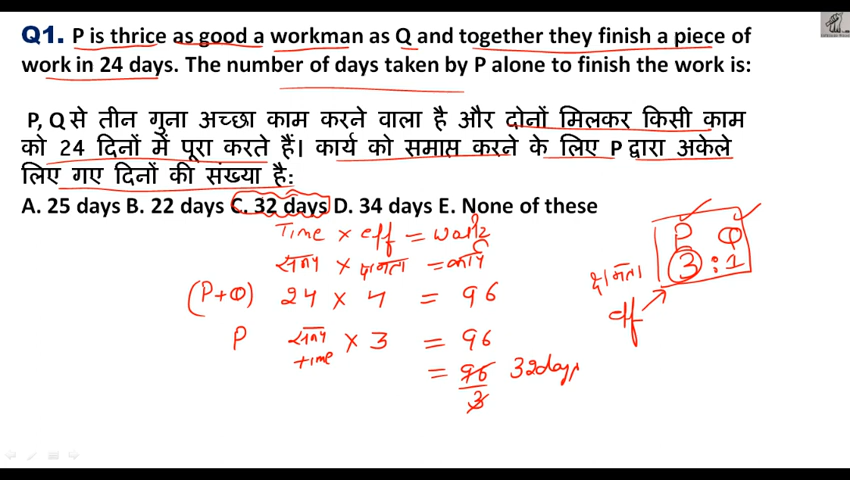 Q1. P is thrice as good a workman as Q and together they finish a piece of
work in 24 days. The number of days taken by P alone to finish the work is:
P, Q से तीन गुना अच्छा काम करने वाला है और दोनों मिलकर किसी काम
को 24 दिनों में पूरा करते हैं। कार्य को समाप्त करने के लिए P द्वारा अकेले
लिए गए दिनों की संख्या है:
A. 25 days B. 22 days C. 32 days D. 34 days E. None of these
Time × eff = work
समय × क्षमता = कार्य
(P+Q) 24 × 4 = 96
P समय × 3 = 96
time
= 96/3 32 days
P Q
3 : 1
क्षमता
eff